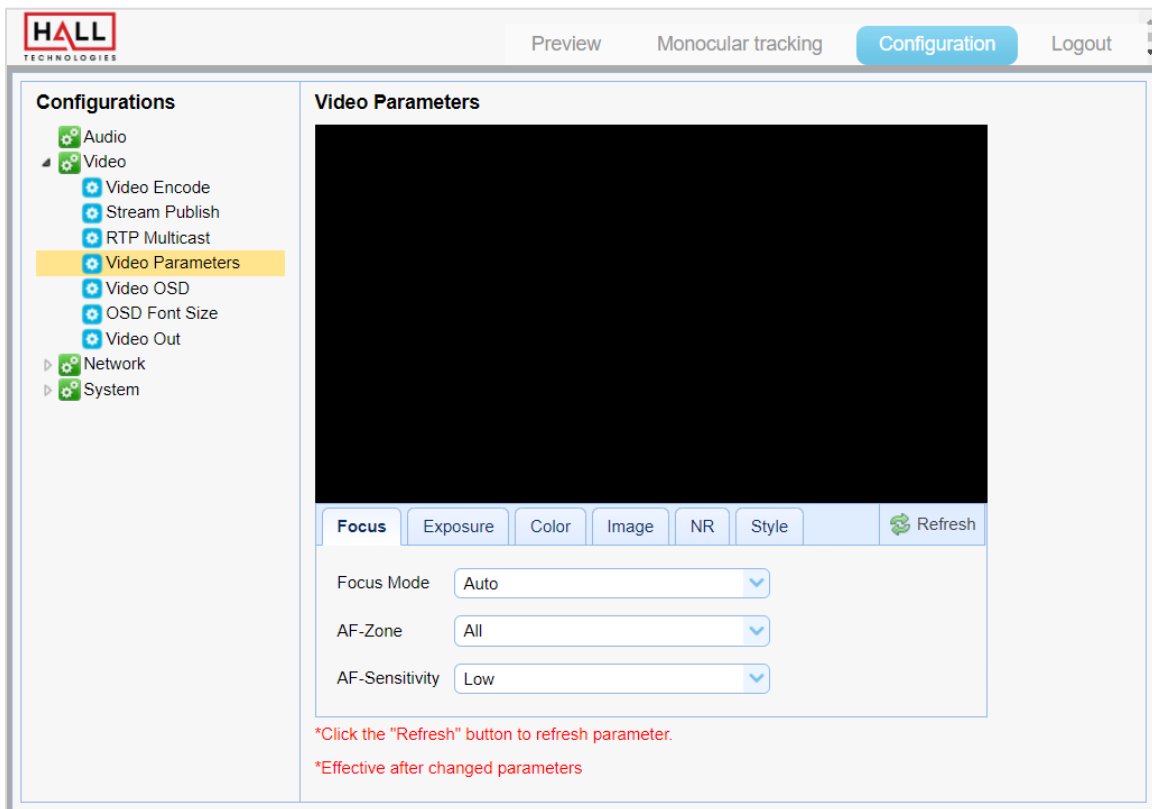 HALL
TECHNOLOGIES
Preview Monocular tracking Configuration Logout
Configurations
Audio
Video
Video Encode
Stream Publish
RTP Multicast
Video Parameters
Video OSD
OSD Font Size
Video Out
Network
System
Video Parameters
Focus Exposure Color Image NR Style Refresh
Focus Mode Auto
AF-Zone All
AF-Sensitivity Low
*Click the "Refresh" button to refresh parameter.
*Effective after changed parameters